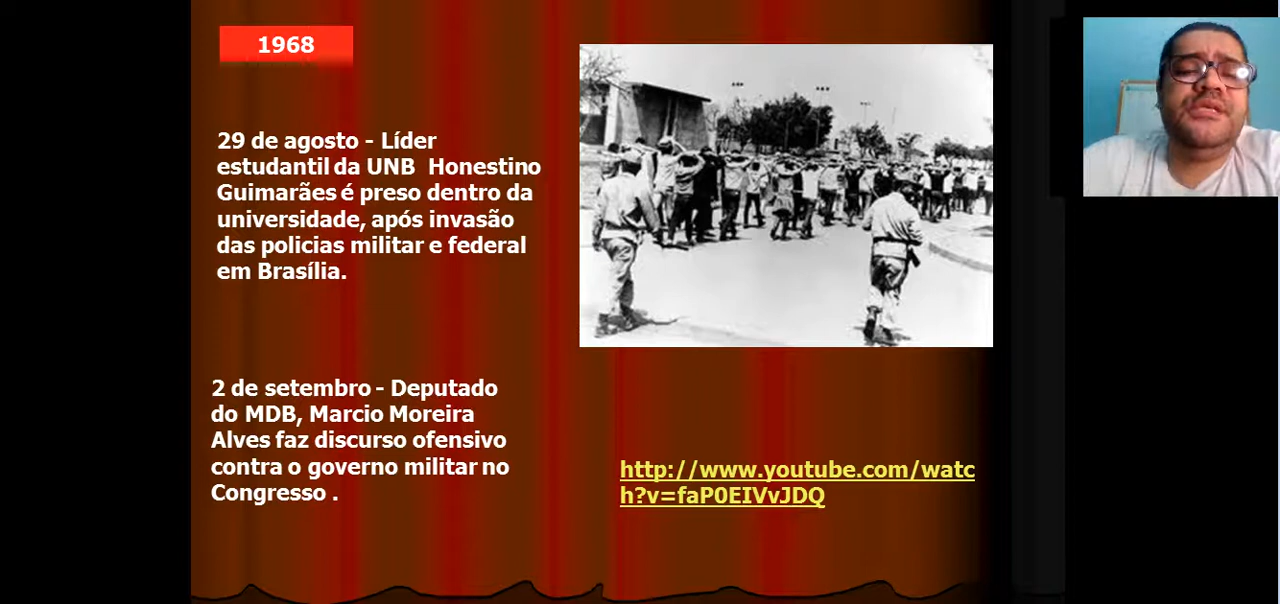 1968
29 de agosto - Líder
estudantil da UNB Honestino
Guimarães é preso dentro da
universidade, após invasão
das policias militar e federal
em Brasília.
2 de setembro - Deputado
do MDB, Marcio Moreira
Alves faz discurso ofensivo
contra o governo militar no
Congresso .
http://www.youtube.com/watc
h?v=faP0EIVvJDQ